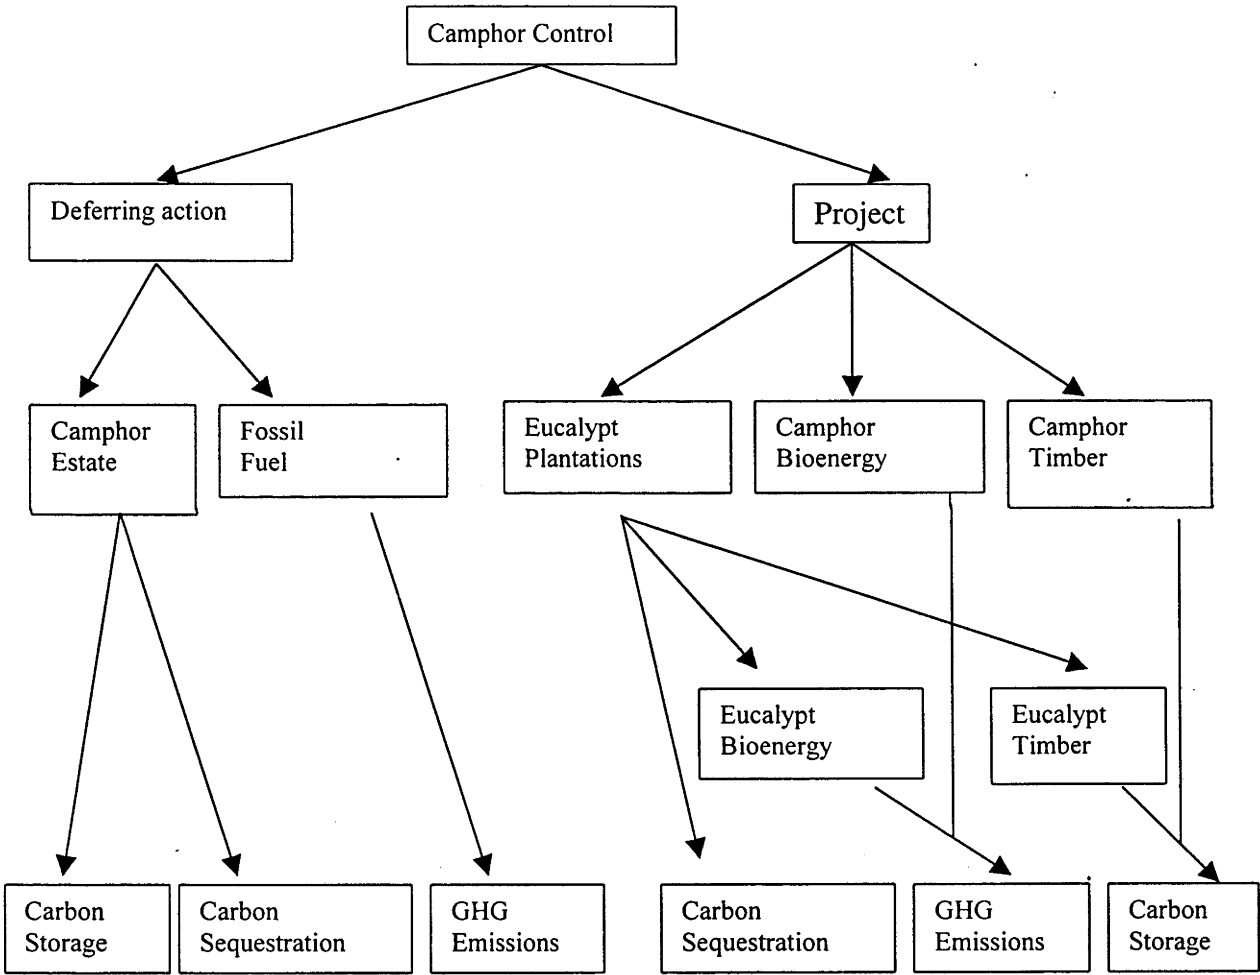 Camphor Control
Deferring action
Project
Camphor
Estate
Fossil
Fuel
Eucalypt
Plantations
Camphor
Bioenergy
Camphor
Timber
Eucalypt
Bioenergy
Eucalypt
Timber
Carbon
Storage
Carbon
Sequestration
GHG
Emissions
Carbon
Sequestration
GHG
Emissions
Carbon
Storage